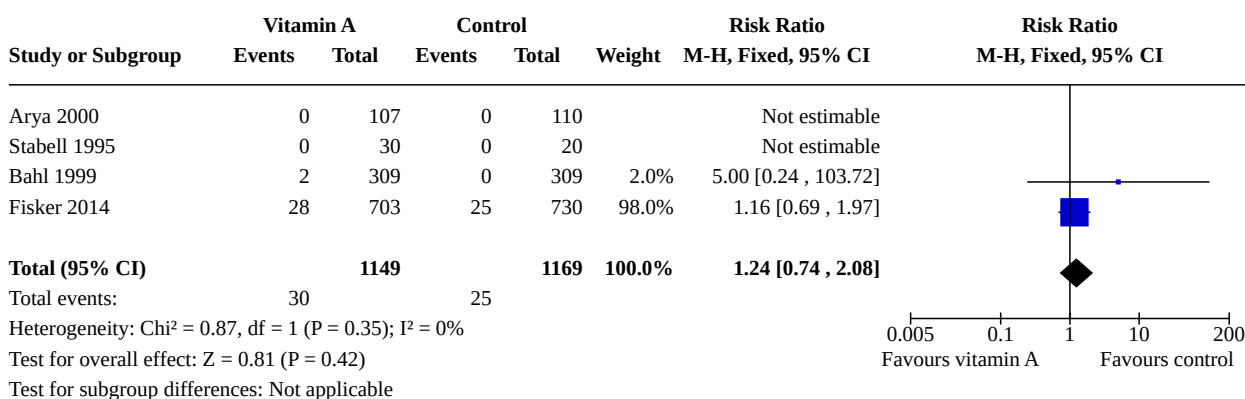 Vitamin A Control Risk Ratio Risk Ratio
Study or Subgroup Events Total Events Total Weight M-H, Fixed, 95% CI M-H, Fixed, 95% CI
Arya 2000 0 107 0 110 Not estimable
Stabell 1995 0 30 0 20 Not estimable
Bahl 1999 2 309 0 309 2.0% 5.00 [0.24 , 103.72]
Fisker 2014 28 703 25 730 98.0% 1.16 [0.69 , 1.97]
Total (95% CI) 1149 1169 100.0% 1.24 [0.74 , 2.08]
Total events: 30 25
Heterogeneity: Chi² = 0.87, df = 1 (P = 0.35); I² = 0%
0.005 0.1 1 10 200
Test for overall effect: Z = 0.81 (P = 0.42)
Favours vitamin A Favours control
Test for subgroup differences: Not applicable